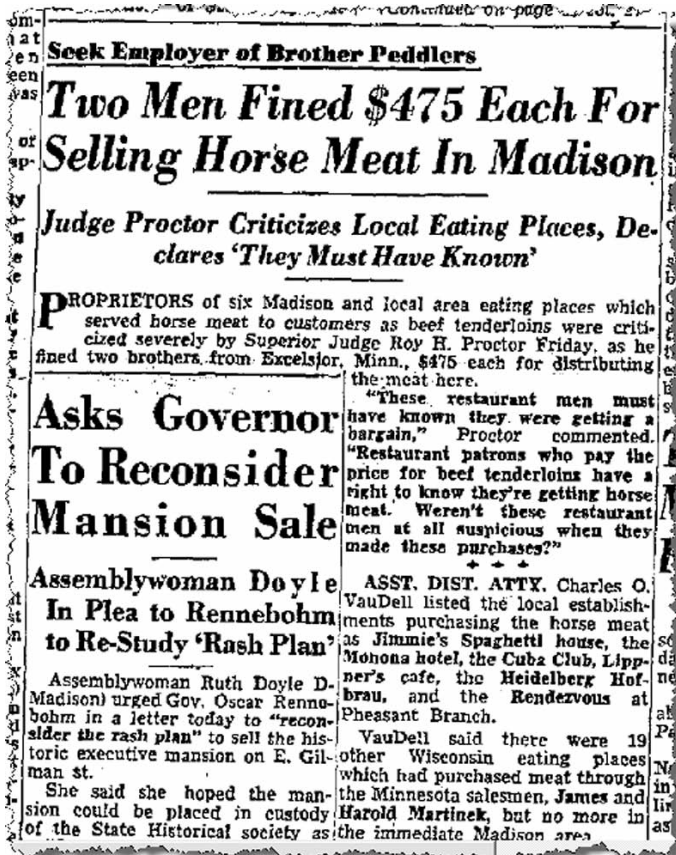 Continued on page
Seek Employer of Brother Peddlers
Two Men Fined $475 Each For
Selling Horse Meat In Madison
Judge Proctor Criticizes Local Eating Places, De-
clares 'They Must Have Known'
PROPRIETORS of six Madison and local area eating places which
served horse meat to customers as beef tenderloins were criti-
cized severely by Superior Judge Roy H. Proctor Friday, as he
fined two brothers from Excelsior, Minn., $475 each for distributing
the meat here.
"These restaurant men must
have known they were getting a
bargain," Proctor commented.
"Restaurant patrons who pay the
price for beef tenderloins have a
right to know they're getting horse
meat. Weren't these restaurant
men at all suspicious when they
made these purchases?"
ASST. DIST. ATTY. Charles O.
VauDell listed the local establish-
ments purchasing the horse meat
as Jimmie's Spaghetti house, the
Monona hotel, the Cuba Club, Lipp-
ner's cafe, the Heidelberg Hof-
brau, and the Rendezvous at
Pheasant Branch.
VauDell said there were 19
other Wisconsin eating places
which had purchased meat through
the Minnesota salesmen, James and
Harold Martinek, but no more in
the immediate Madison area
Asks Governor
To Reconsider
Mansion Sale
Assemblywoman Doyle
In Plea to Rennebohm
to Re-Study 'Rash Plan'
Assemblywoman Ruth Doyle D-
Madison) urged Gov. Oscar Renne-
bohm in a letter today to "recon-
sider the rash plan" to sell the his-
toric executive mansion on E. Gil-
man st.
She said she hoped the man-
sion could be placed in custody
of the State Historical society as